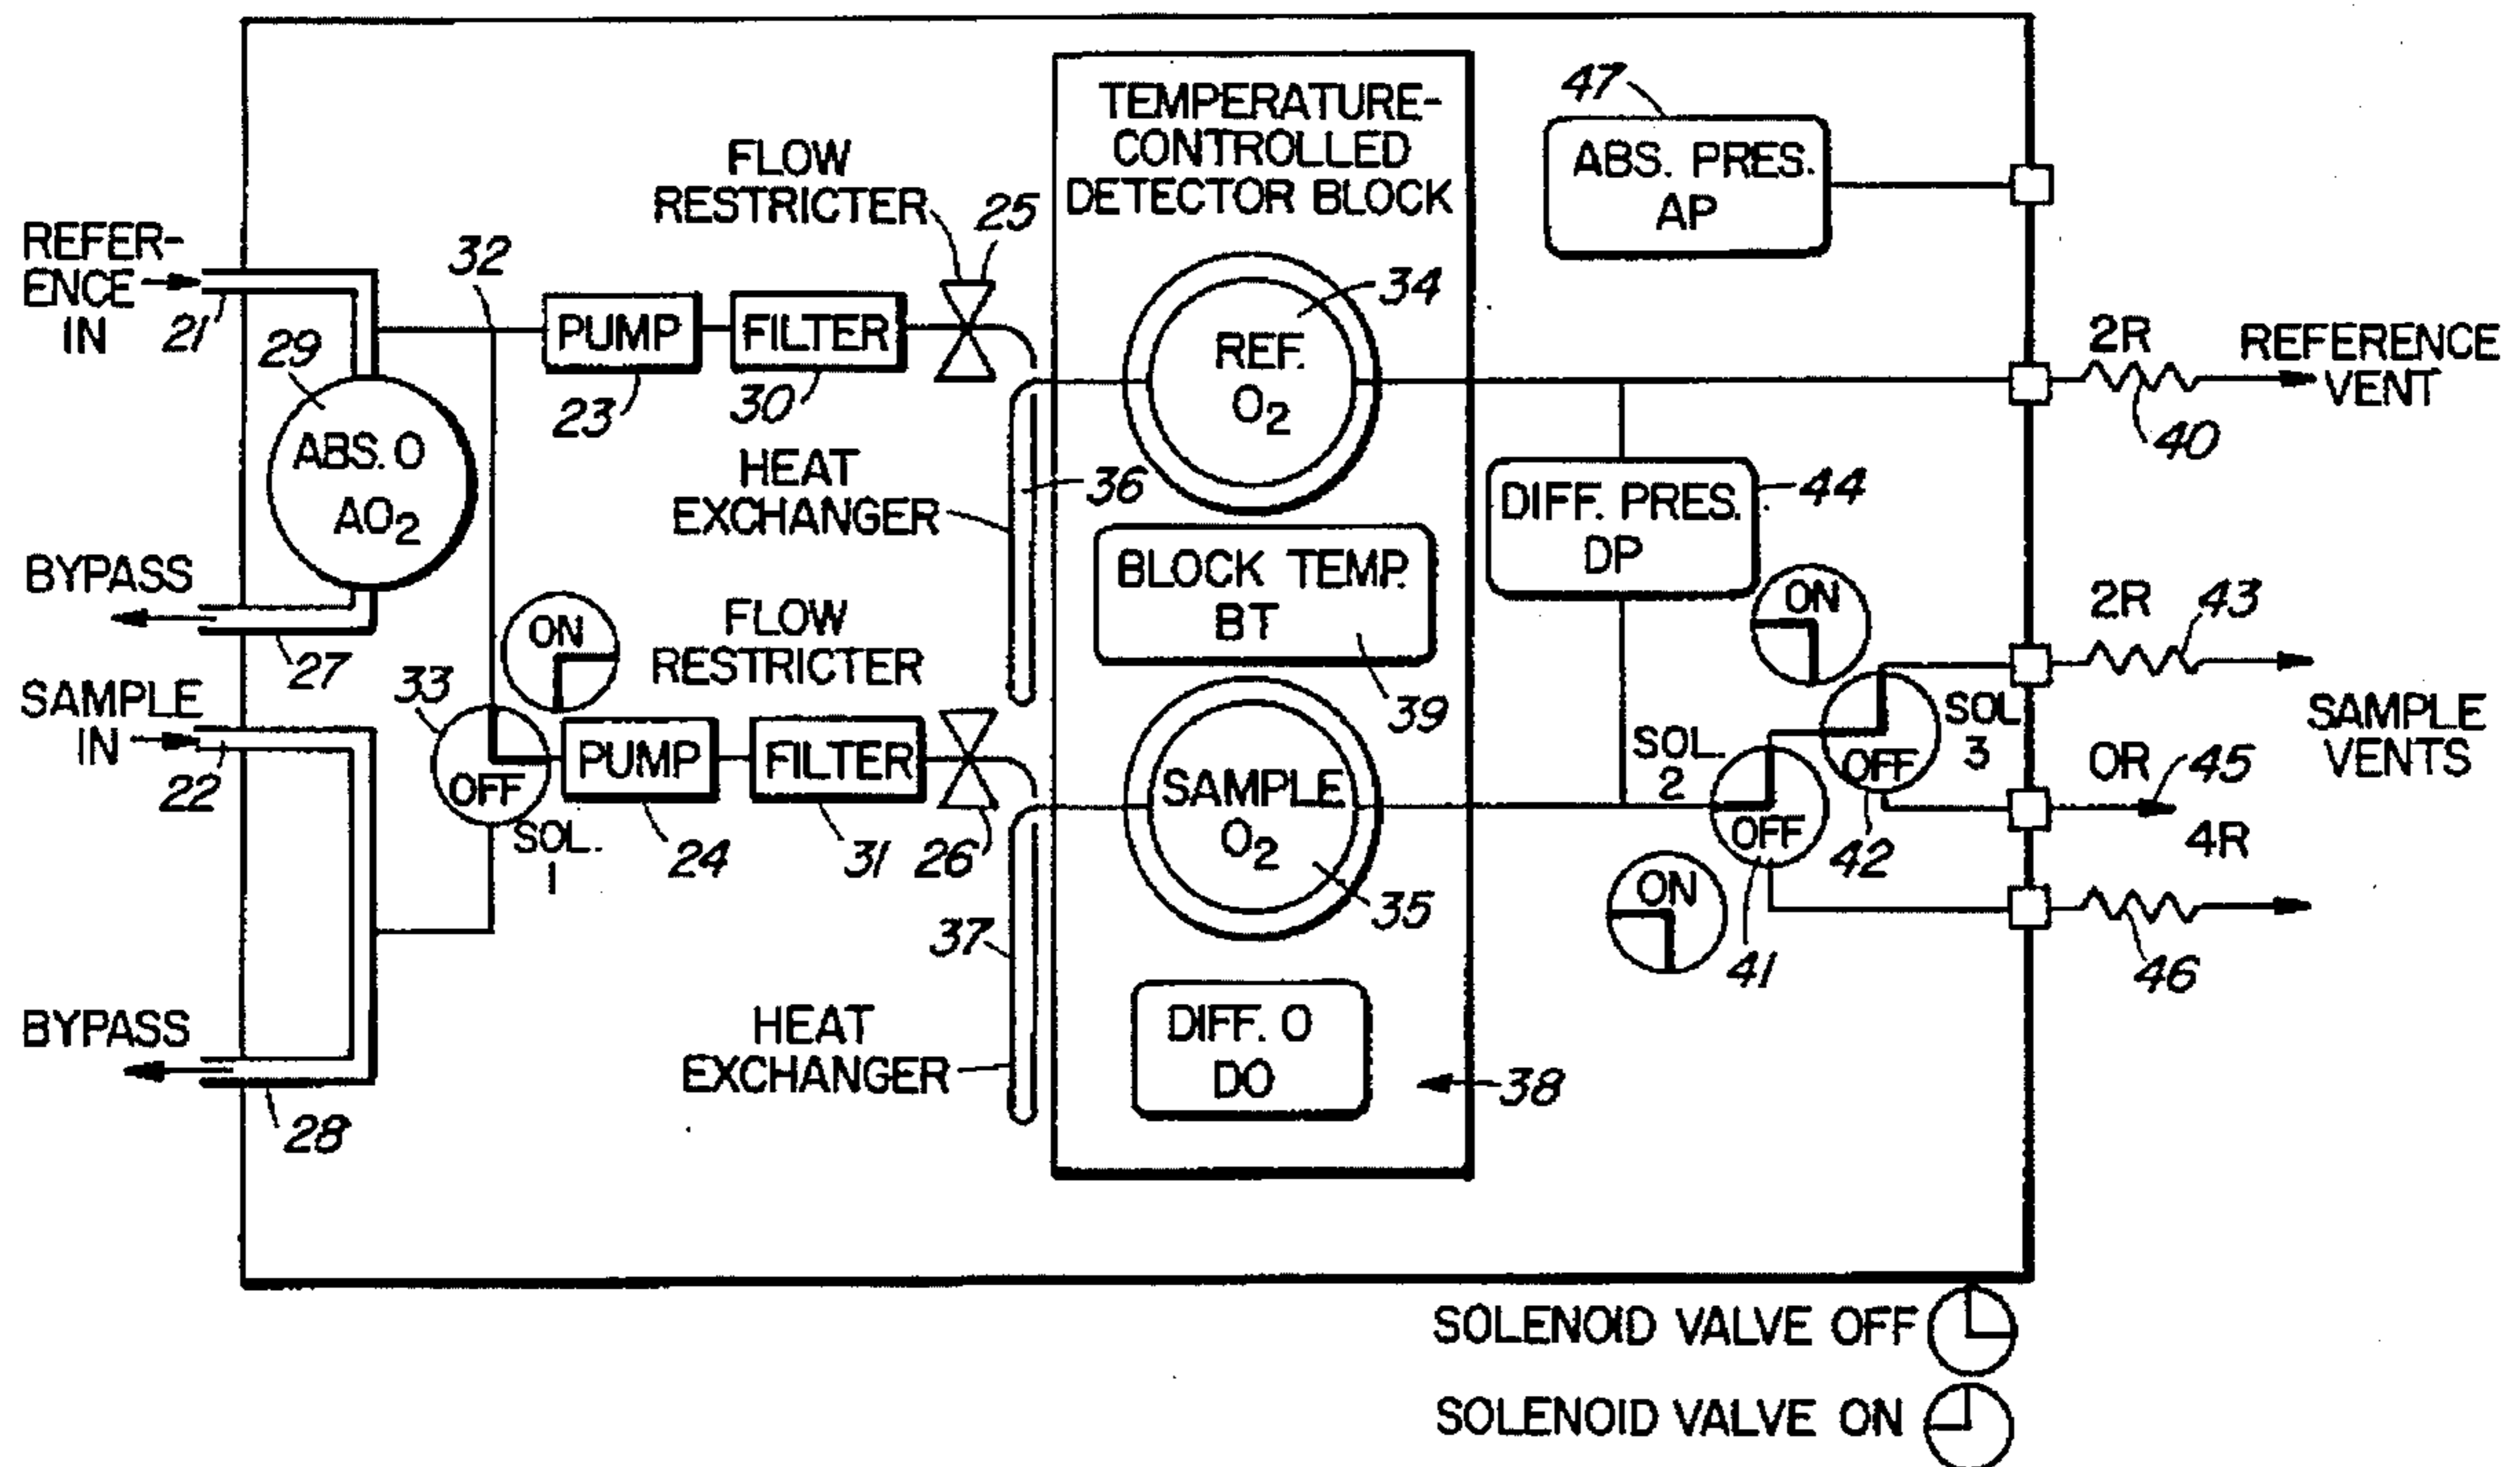 TEMPERATURE-
CONTROLLED
DETECTOR BLOCK
47
ABS. PRES.
AP
FLOW
RESTRICTER
25
REFER-
ENCE
IN
21
32
29
PUMP
23
FILTER
30
34
REF.
O2
2R
REFERENCE
VENT
40
ABS. O
AO2
HEAT
EXCHANGER
36
DIFF. PRES.
DP
44
BYPASS
27
BLOCK TEMP.
BT
39
ON
FLOW
RESTRICTER
ON
2R
43
SAMPLE
IN
22
33
OFF
SOL.
1
PUMP
24
FILTER
31
26
SAMPLE
O2
35
SOL.
2
OFF
41
ON
OFF
42
SOL
3
SAMPLE
VENTS
OR
45
4R
46
37
BYPASS
28
HEAT
EXCHANGER
DIFF. O
DO
38
SOLENOID VALVE OFF
SOLENOID VALVE ON